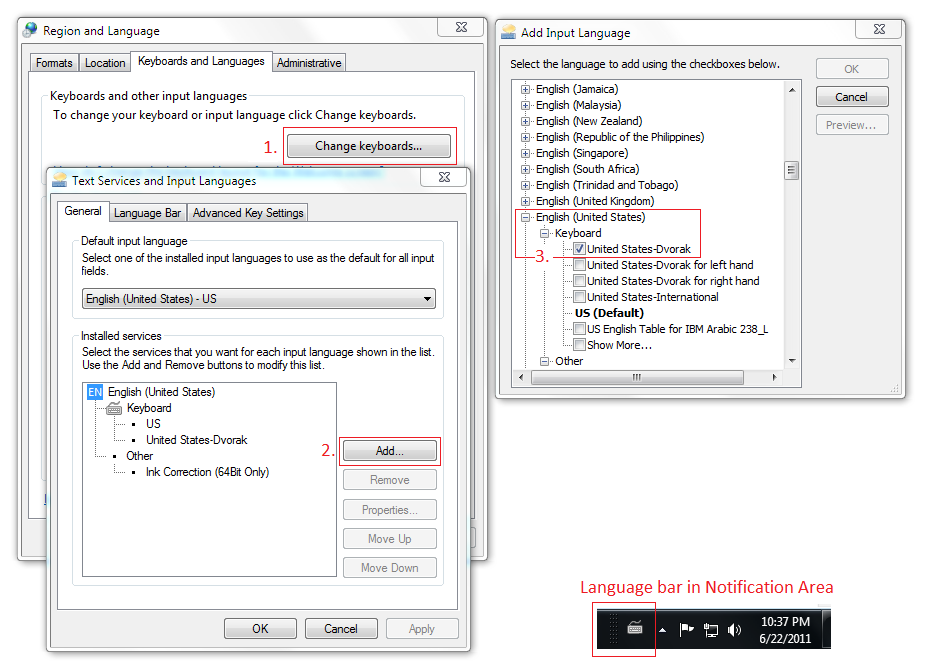 Region and Language
Formats
Location
Keyboards and Languages
Administrative
Keyboards and other input languages
To change your keyboard or input language click Change keyboards.
1.
Change keyboards...
Text Services and Input Languages
General
Language Bar
Advanced Key Settings
Default input language
Select one of the installed input languages to use as the default for all input
fields.
English (United States) - US
Installed services
Select the services that you want for each input language shown in the list.
Use the Add and Remove buttons to modify this list.
EN English (United States)
Keyboard
US
United States-Dvorak
Other
Ink Correction (64Bit Only)
2.
Add...
Remove
Properties...
Move Up
Move Down
OK
Cancel
Apply
Add Input Language
Select the language to add using the checkboxes below.
OK
Cancel
Preview...
English (Jamaica)
English (Malaysia)
English (New Zealand)
English (Republic of the Philippines)
English (Singapore)
English (South Africa)
English (Trinidad and Tobago)
English (United Kingdom)
English (United States)
Keyboard
3.
United States-Dvorak
United States-Dvorak for left hand
United States-Dvorak for right hand
United States-International
US (Default)
US English Table for IBM Arabic 238_L
Show More...
Other
Language bar in Notification Area
10:37 PM
6/22/2011